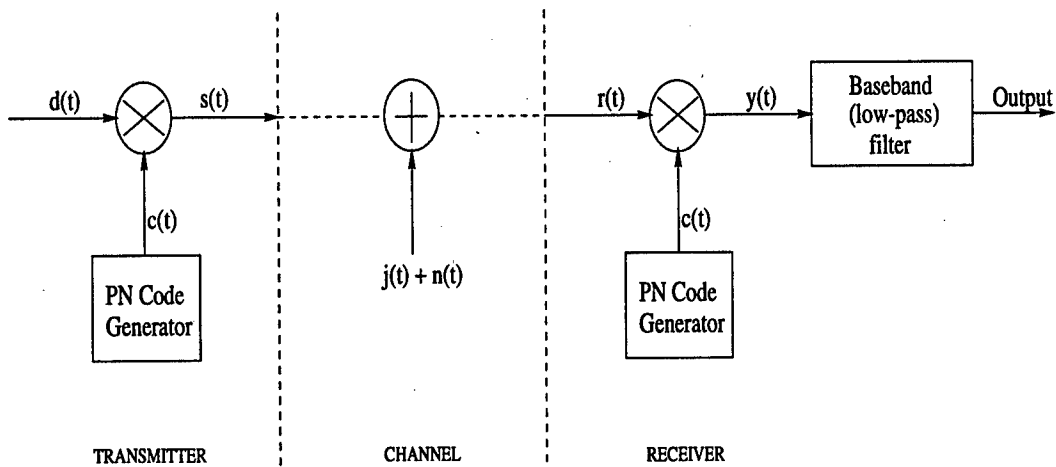 d(t)
s(t)
r(t)
y(t)
Baseband
(low-pass)
filter
Output
c(t)
c(t)
PN Code
Generator
j(t) + n(t)
PN Code
Generator
TRANSMITTER
CHANNEL
RECEIVER